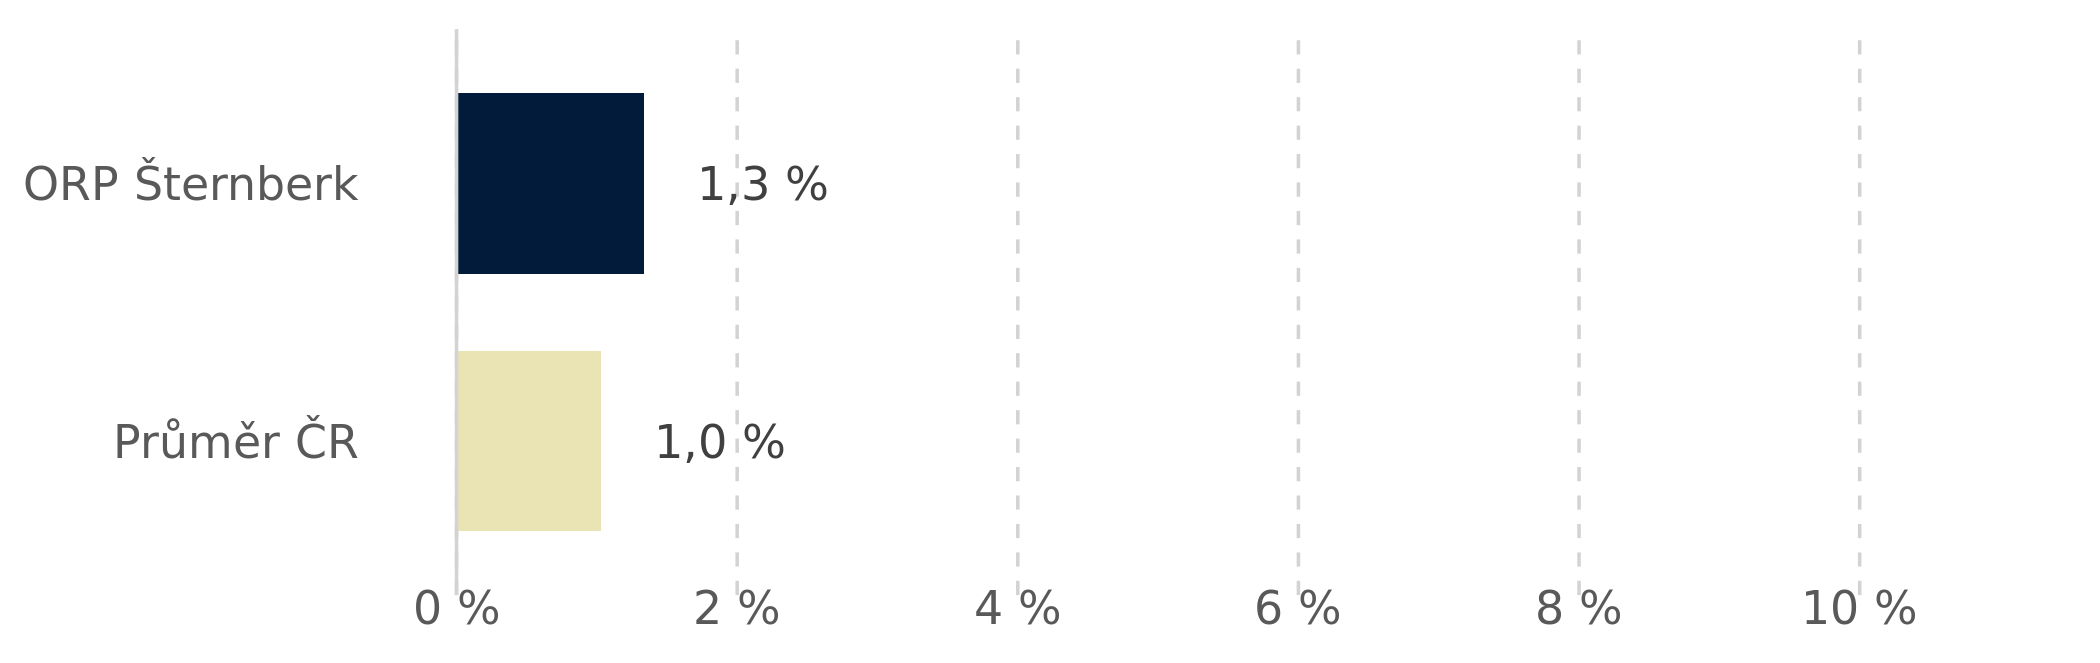 ORP Šternberk 1,3 %
Průměr ČR 1,0 %
0 % 2 % 4 % 6 % 8 % 10 %